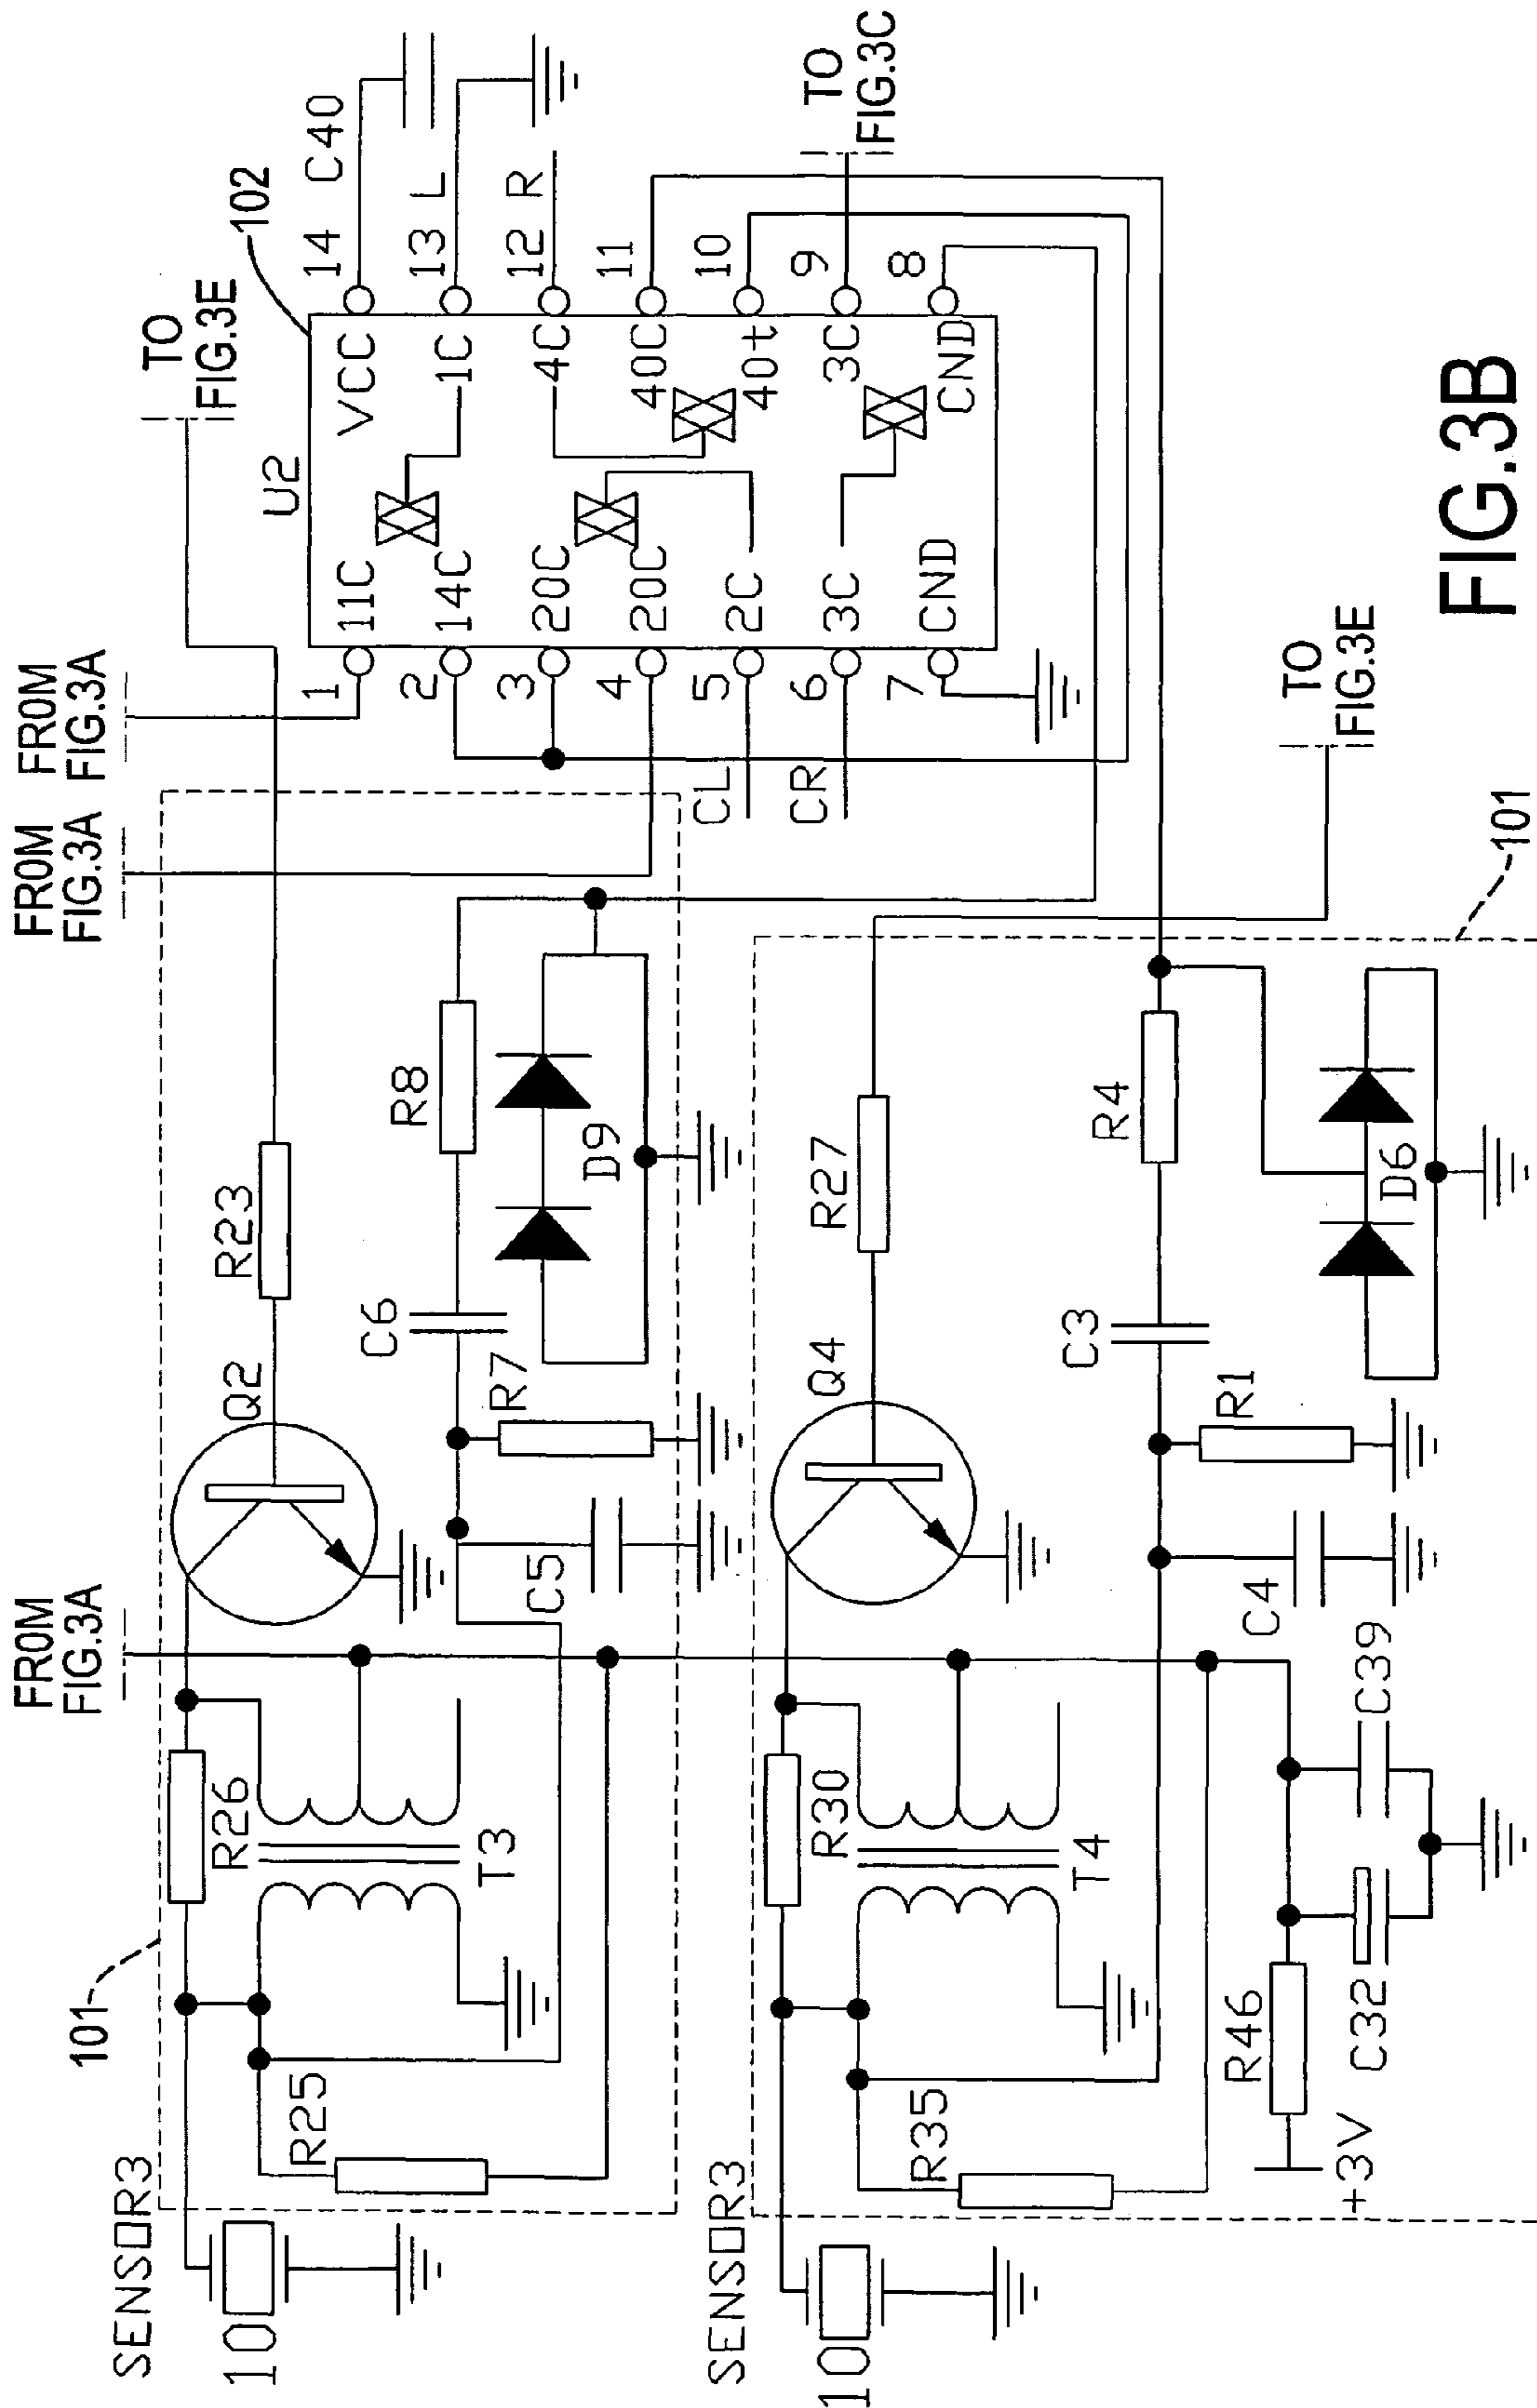 FROM
FIG.3A
FROM
FIG.3A
FROM
FIG.3A
TO
FIG.3E
101
SENSOR3
10
R26
T3
R25
Q2
R23
C5
R7
C6
R8
D9
U2
102
1
2
3
4
5
6
7
11C
14C
20C
20C
2C
3C
CND
VCC
1C
4C
40C
40t
3C
CND
14
13
12
11
10
9
8
C40
L
R
CL
CR
TO
FIG.3C
SENSOR3
10
R30
T4
R35
Q4
R27
C4
R1
C3
R4
D6
TO
FIG.3E
101
+3V
R46
C32
C39
FIG.3B